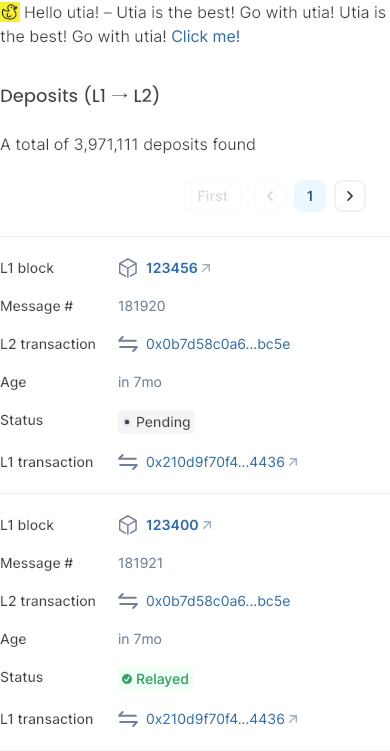 Hello utia! – Utia is the best! Go with utia! Utia is
the best! Go with utia! Click me!
Deposits (L1 → L2)
A total of 3,971,111 deposits found
First
1
L1 block 123456
Message # 181920
L2 transaction 0x0b7d58c0a6...bc5e
Age in 7mo
Status Pending
L1 transaction 0x210d9f70f4...4436
L1 block 123400
Message # 181921
L2 transaction 0x0b7d58c0a6...bc5e
Age in 7mo
Status Relayed
L1 transaction 0x210d9f70f4...4436